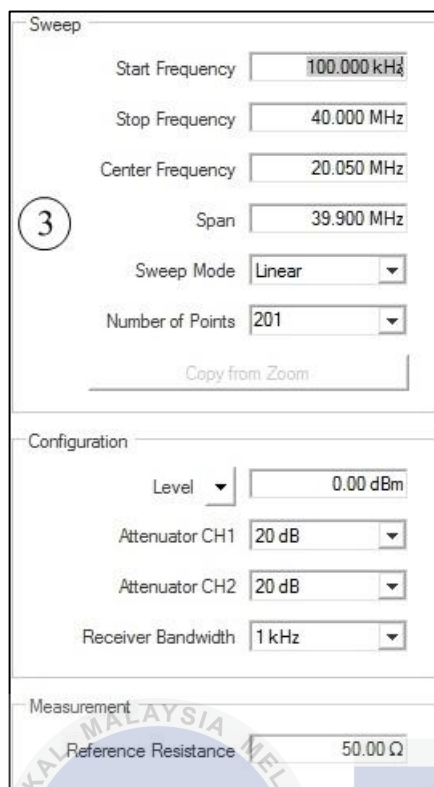 Sweep
Start Frequency 100.000 kHz
Stop Frequency 40.000 MHz
Center Frequency 20.050 MHz
3
Span 39.900 MHz
Sweep Mode Linear
Number of Points 201
Copy from Zoom
Configuration
Level 0.00 dBm
Attenuator CH1 20 dB
Attenuator CH2 20 dB
Receiver Bandwidth 1 kHz
Measurement
MALAYSIA
Reference Resistance 50.00 Ω